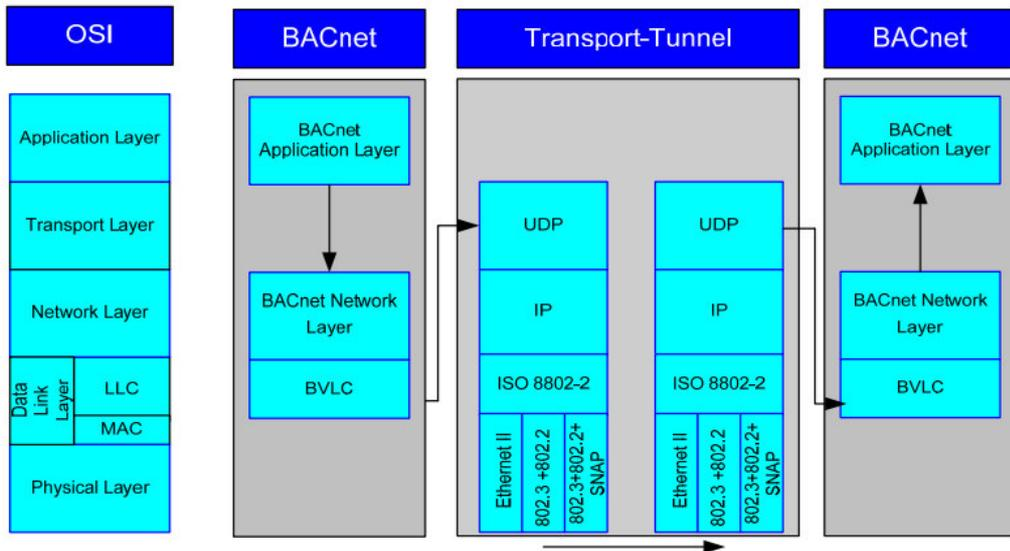 OSI
BACnet
Transport-Tunnel
BACnet
Application Layer
Transport Layer
Network Layer
Data
Link
Layer
LLC
MAC
Physical Layer
BACnet
Application Layer
BACnet Network
Layer
BVLC
UDP
IP
ISO 8802-2
Ethernet II
802.3 +802.2
802.3+802.2+
SNAP
UDP
IP
ISO 8802-2
Ethernet II
802.3 +802.2
802.3+802.2+
SNAP
BACnet
Application Layer
BACnet Network
Layer
BVLC